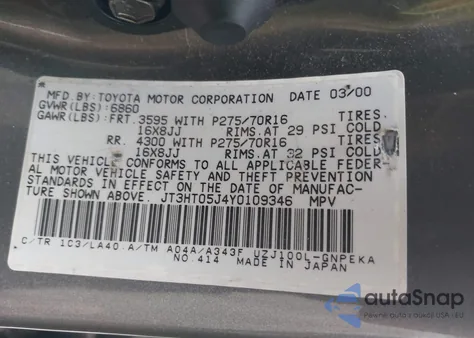 MFD. BY: TOYOTA MOTOR CORPORATION DATE 03/00
GVWR(LBS): 6860
GAWR(LBS): FRT. 3595 WITH P275/70R16 TIRES.
16X8JJ RIMS. AT 29 PSI COLD.
RR. 4300 WITH P275/70R16 TIRES.
16X8JJ RIMS. AT 32 PSI COLD.
THIS VEHICLE CONFORMS TO ALL APPLICABLE FEDER-
AL MOTOR VEHICLE SAFETY AND THEFT PREVENTION
STANDARDS IN EFFECT ON THE DATE OF MANUFAC-
TURE SHOWN ABOVE. JT3HT05J4Y0109346 MPV
C/TR 1C3/LA40. A/TM A04A/A343F UZJ100L-GNPEKA
NO. 414 MADE IN JAPAN
autaSnap